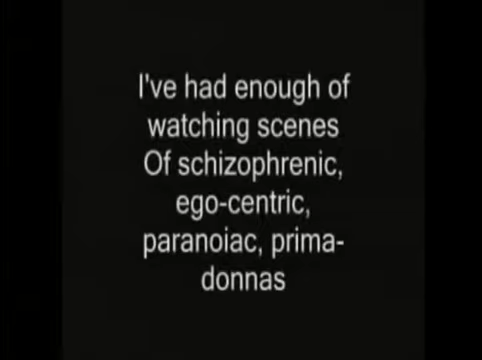 I've had enough of
watching scenes
Of schizophrenic,
ego-centric,
paranoiac, prima-
donnas